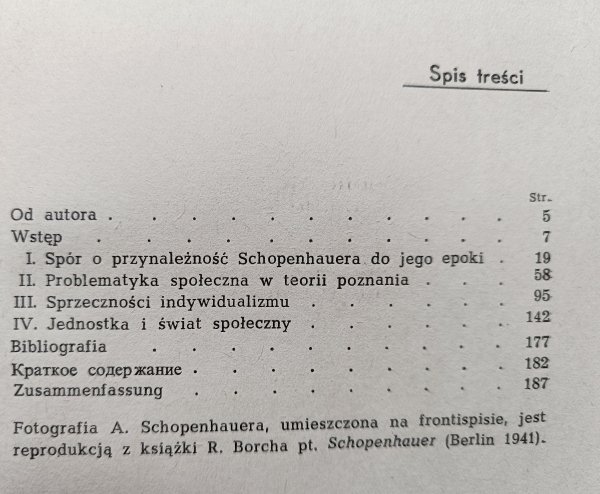 Spis treści
Str.
Od autora . . . . . . . . . . . 5
Wstęp . . . . . . . . . . . 7
I. Spór o przynależność Schopenhauera do jego epoki . 19
II. Problematyka społeczna w teorii poznania . . . 58
III. Sprzeczności indywidualizmu . . . . . . 95
IV. Jednostka i świat społeczny . . . . . . 142
Bibliografia . . . . . . . . . . 177
Краткое содержание . . . . . . . . . 182
Zusammenfassung . . . . . . . . . 187
Fotografia A. Schopenhauera, umieszczona na frontispisie, jest
reprodukcją z książki R. Borcha pt. Schopenhauer (Berlin 1941).